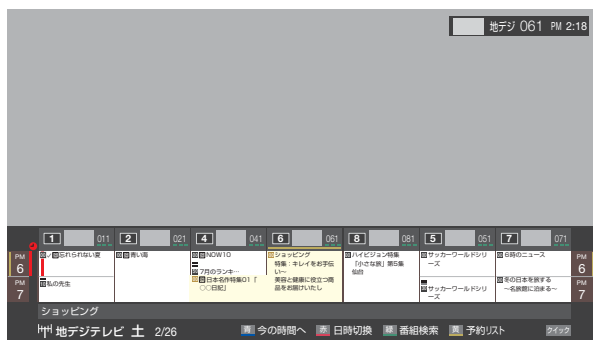 地デジ 061 PM 2:18
1 011
2 021
4 041
6 061
8 081
5 051
7 071
PM 6
PM 7
忘れられない夏
私の先生
青い海
NOW10
7月のランキ…
日本名作特集01『
○○日記』
ショッピング
特集：キレイをお手伝
い～
美容と健康に役立つ商
品をお届けいたし
ハイビジョン特集
「小さな旅」第5集
仙台
サッカーワールドシリ
ーズ
サッカーワールドシリ
ーズ
6時のニュース
冬の日本を旅する
～名旅館に泊まる～
PM 6
PM 7
ショッピング
地デジテレビ 土 2/26
青 今の時間へ 赤 日時切換 緑 番組検索 黄 予約リスト クイック